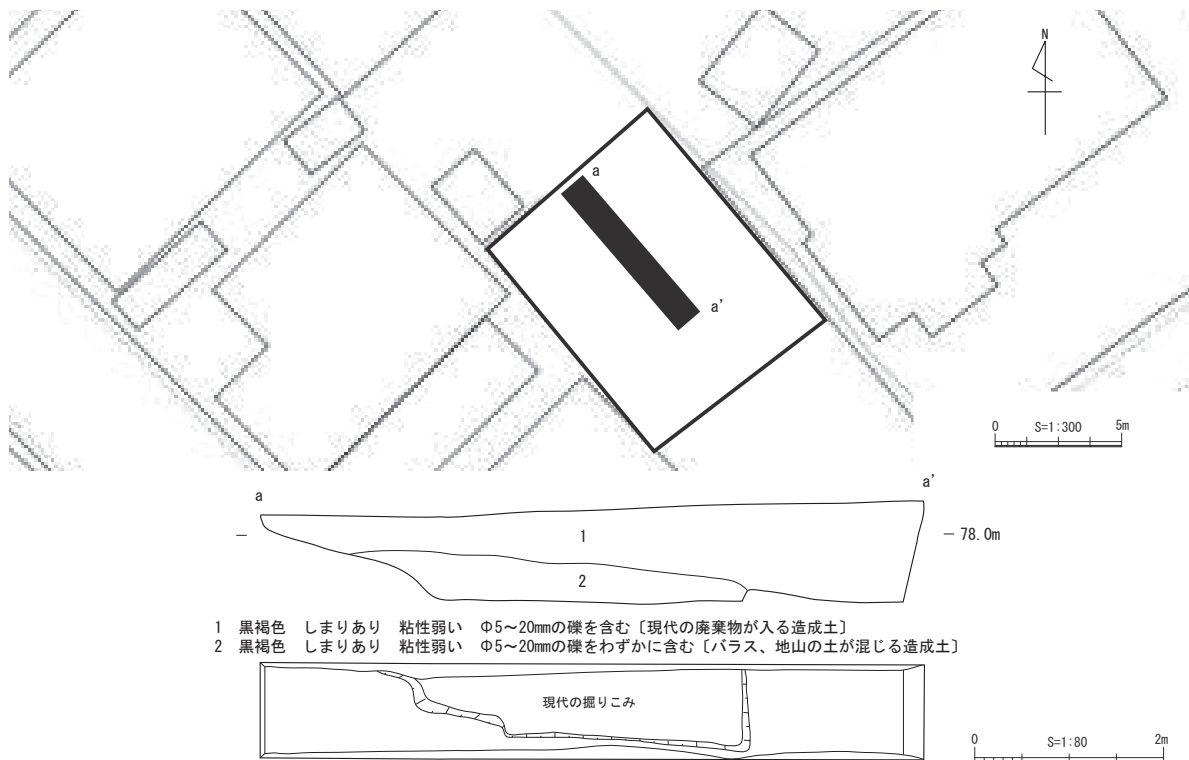 N
a
a'
0 S=1:300 5m
a a'
1
― ― 78.0m
2
1 黒褐色 しまりあり 粘性弱い Φ5～20mmの礫を含む〔現代の廃棄物が入る造成土〕
2 黒褐色 しまりあり 粘性弱い Φ5～20mmの礫をわずかに含む〔バラス、地山の土が混じる造成土〕
現代の掘りこみ
0 S=1:80 2m